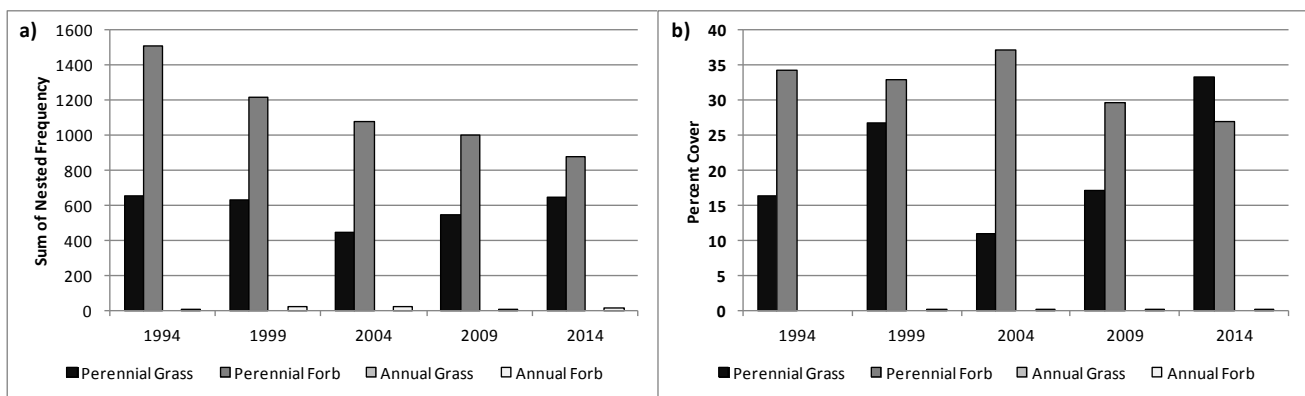 a)
Sum of Nested Frequency
1600
1400
1200
1000
800
600
400
200
0
1994 1999 2004 2009 2014
Perennial Grass Perennial Forb Annual Grass Annual Forb
b)
Percent Cover
40
35
30
25
20
15
10
5
0
1994 1999 2004 2009 2014
Perennial Grass Perennial Forb Annual Grass Annual Forb